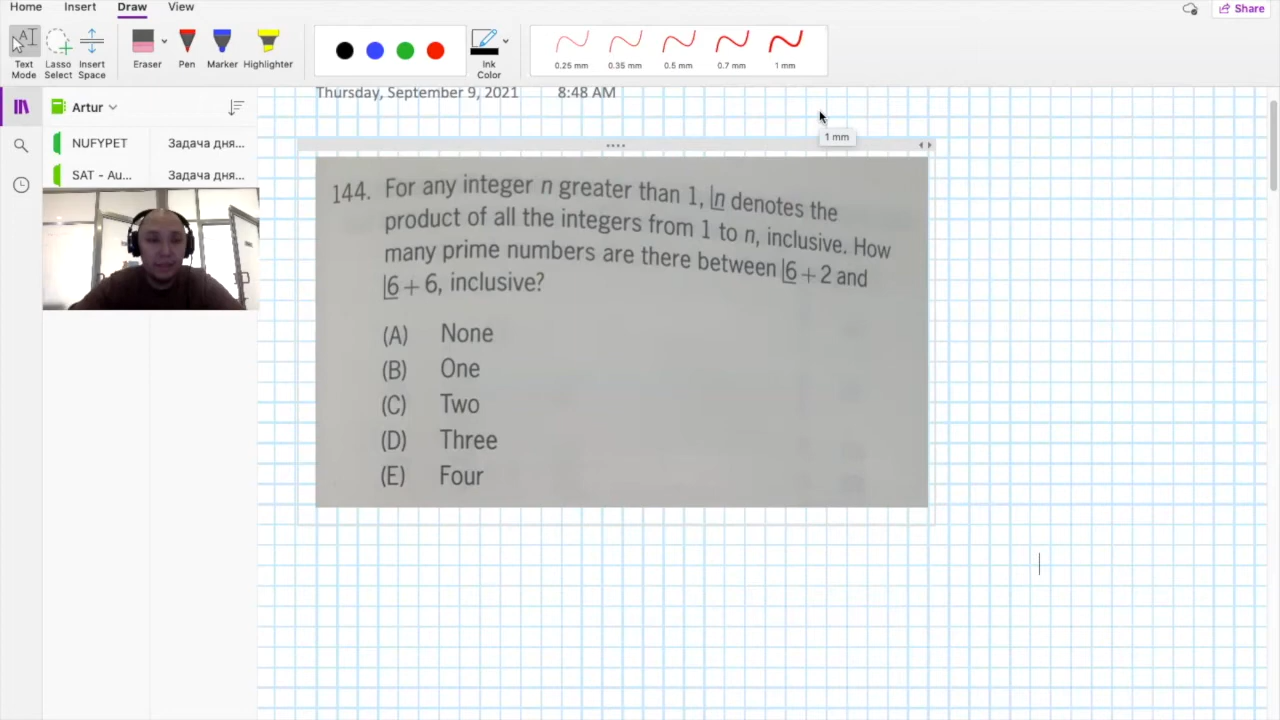 Home Insert Draw View
Share
Text Mode
Lasso Select
Insert Space
Eraser
Pen
Marker
Highlighter
Ink Color
0.25 mm
0.35 mm
0.5 mm
0.7 mm
1 mm
Artur
Thursday, September 9, 2021 8:48 AM
1 mm
NUFYPET Задача дня...
SAT - Au... Задача дня...
144. For any integer n greater than 1, ⌊n denotes the
product of all the integers from 1 to n, inclusive. How
many prime numbers are there between ⌊6 + 2 and
⌊6 + 6, inclusive?
(A) None
(B) One
(C) Two
(D) Three
(E) Four